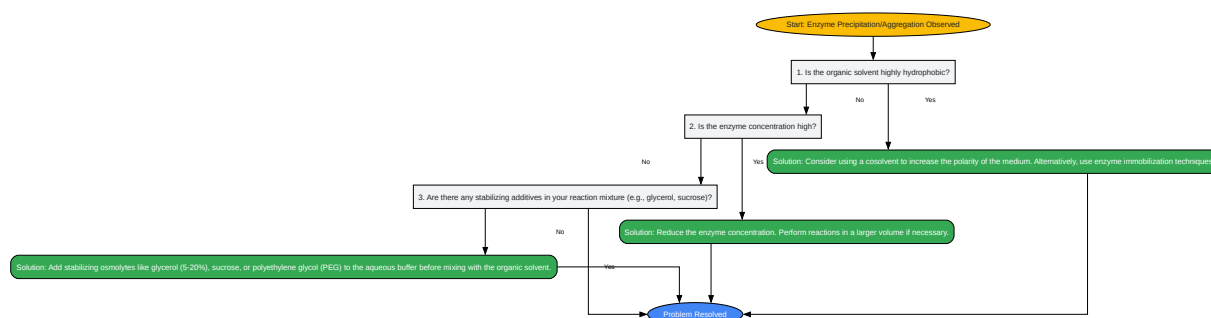 Start: Enzyme Precipitation/Aggregation Observed
1. Is the organic solvent highly hydrophobic?
No
Yes
2. Is the enzyme concentration high?
No
Yes
Solution: Consider using a cosolvent to increase the polarity of the medium. Alternatively, use enzyme immobilization techniques
3. Are there any stabilizing additives in your reaction mixture (e.g., glycerol, sucrose)?
No
Solution: Reduce the enzyme concentration. Perform reactions in a larger volume if necessary.
Solution: Add stabilizing osmolytes like glycerol (5-20%), sucrose, or polyethylene glycol (PEG) to the aqueous buffer before mixing with the organic solvent.
Yes
Problem Resolved